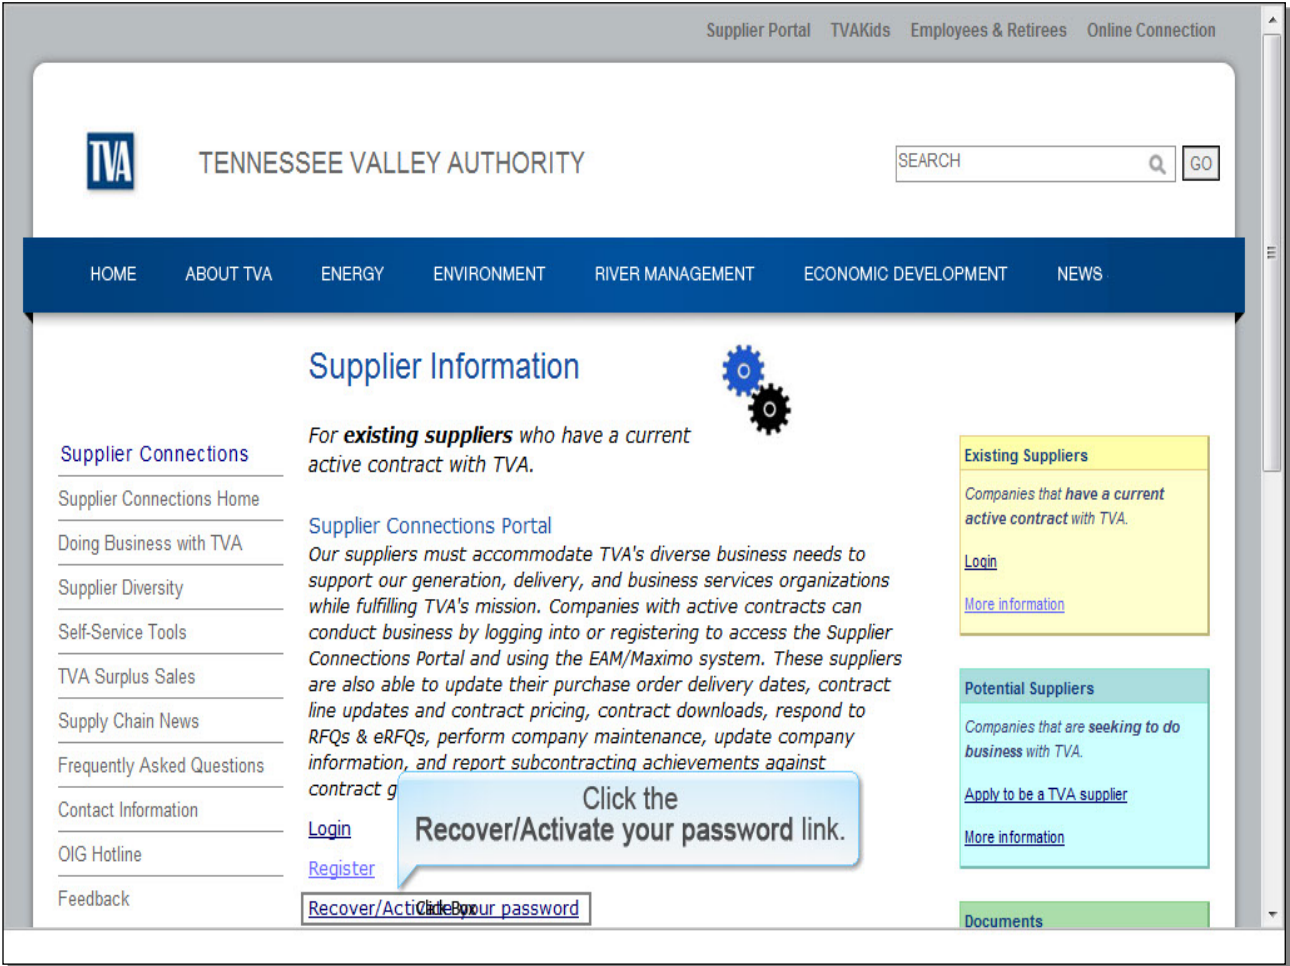 Supplier Portal TVAKids Employees & Retirees Online Connection
TVA TENNESSEE VALLEY AUTHORITY
SEARCH GO
HOME ABOUT TVA ENERGY ENVIRONMENT RIVER MANAGEMENT ECONOMIC DEVELOPMENT NEWS
Supplier Connections
Supplier Connections Home
Doing Business with TVA
Supplier Diversity
Self-Service Tools
TVA Surplus Sales
Supply Chain News
Frequently Asked Questions
Contact Information
OIG Hotline
Feedback
Supplier Information
For existing suppliers who have a current
active contract with TVA.
Supplier Connections Portal
Our suppliers must accommodate TVA's diverse business needs to
support our generation, delivery, and business services organizations
while fulfilling TVA's mission. Companies with active contracts can
conduct business by logging into or registering to access the Supplier
Connections Portal and using the EAM/Maximo system. These suppliers
are also able to update their purchase order delivery dates, contract
line updates and contract pricing, contract downloads, respond to
RFQs & eRFQs, perform company maintenance, update company
information, and report subcontracting achievements against
contract g
Click the
Recover/Activate your password link.
Login
Register
Recover/Activate your password
Click Box
Existing Suppliers
Companies that have a current
active contract with TVA.
Login
More information
Potential Suppliers
Companies that are seeking to do
business with TVA.
Apply to be a TVA supplier
More information
Documents